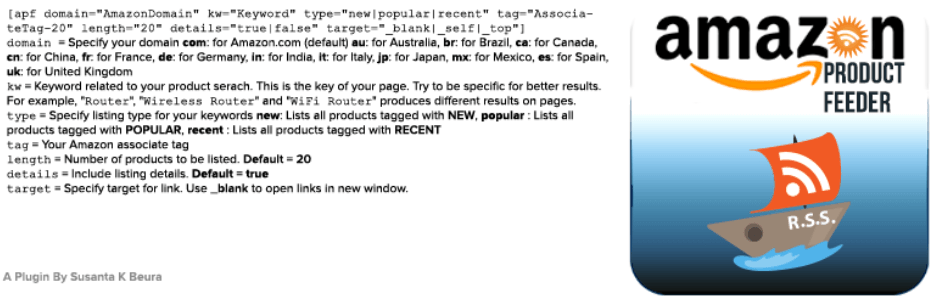 [apf domain="AmazonDomain" kw="Keyword" type="new|popular|recent" tag="Associa-
teTag-20" length="20" details="true|false" target="_blank|_self|_top"]
domain = Specify your domain com: for Amazon.com (default) au: for Australia, br: for Brazil, ca: for Canada,
cn: for China, fr: for France, de: for Germany, in: for India, it: for Italy, jp: for Japan, mx: for Mexico, es: for Spain,
uk: for United Kingdom
kw = Keyword related to your product serach. This is the key of your page. Try to be specific for better results.
For example, "Router", "Wireless Router" and "WiFi Router" produces different results on pages.
type = Specify listing type for your keywords new: Lists all products tagged with NEW, popular : Lists all
products tagged with POPULAR, recent : Lists all products tagged with RECENT
tag = Your Amazon associate tag
length = Number of products to be listed. Default = 20
details = Include listing details. Default = true
target = Specify target for link. Use _blank to open links in new window.
A Plugin By Susanta K Beura
amazon
PRODUCT
FEEDER
R.S.S.